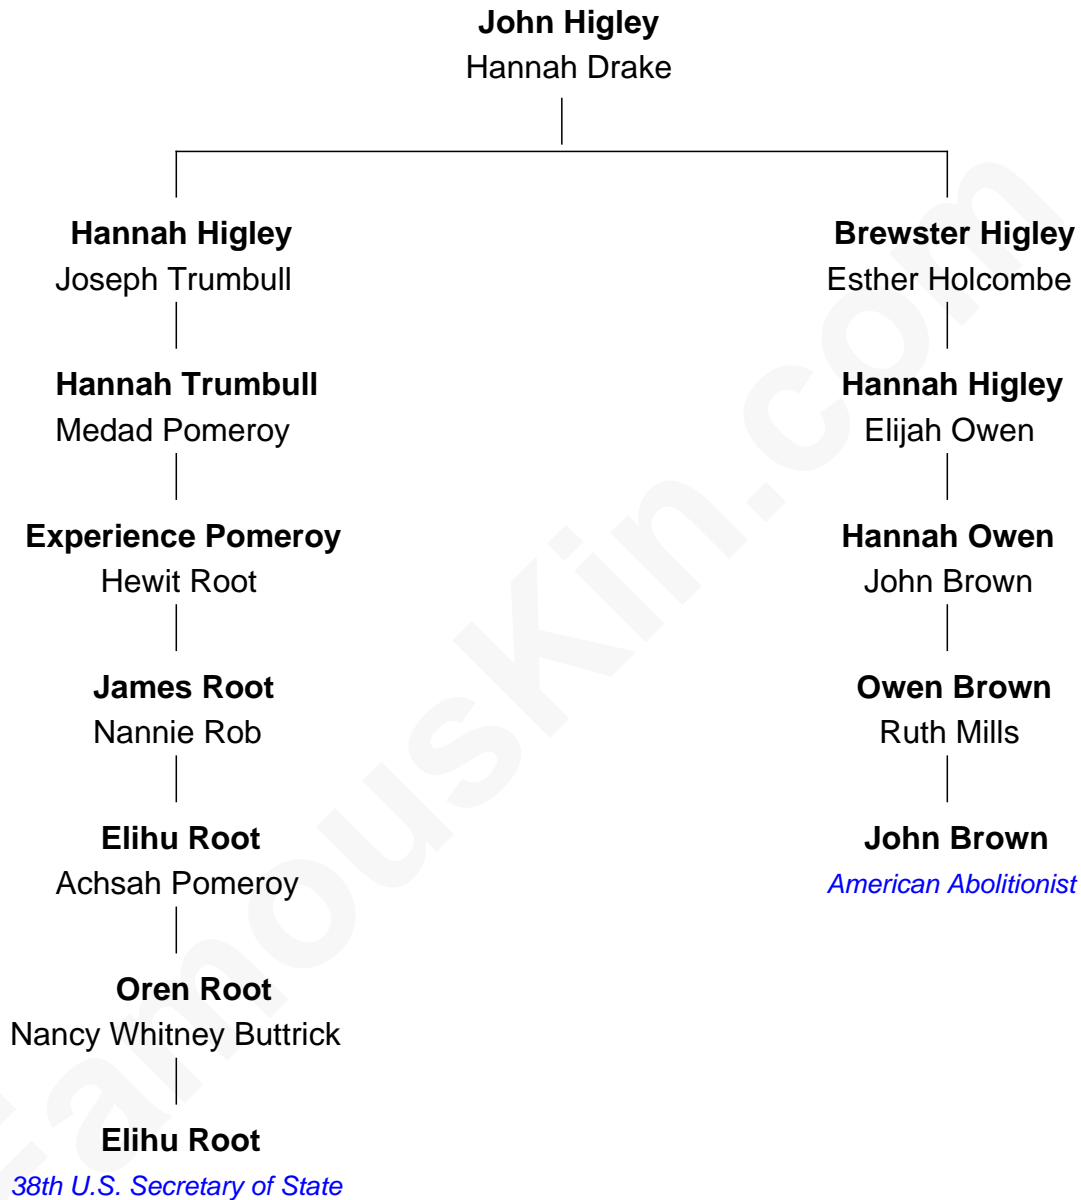 John Higley
Hannah Drake
Hannah Higley
Joseph Trumbull
Brewster Higley
Esther Holcombe
Hannah Trumbull
Medad Pomeroy
Hannah Higley
Elijah Owen
Experience Pomeroy
Hewit Root
Hannah Owen
John Brown
James Root
Nannie Rob
Owen Brown
Ruth Mills
Elihu Root
Achsah Pomeroy
John Brown
American Abolitionist
Oren Root
Nancy Whitney Buttrick
Elihu Root
38th U.S. Secretary of State
FamousKin.com